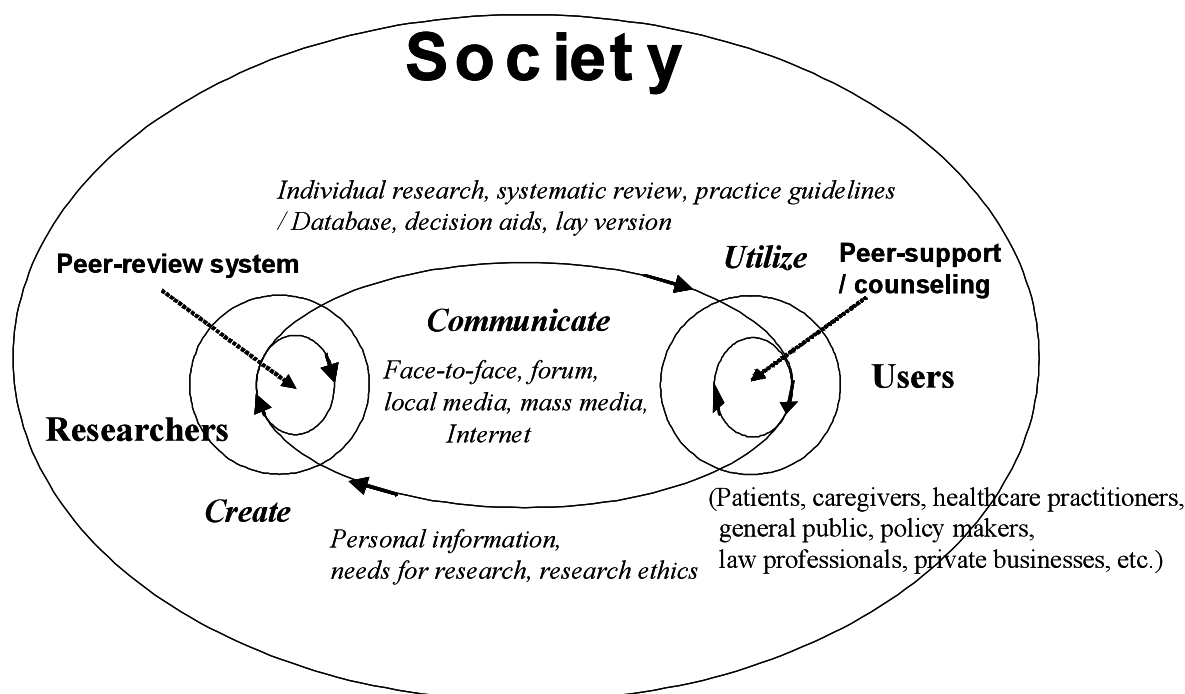 Society
Individual research, systematic review, practice guidelines
/ Database, decision aids, lay version
Peer-review system
Utilize
Peer-support
/ counseling
Communicate
Face-to-face, forum,
local media, mass media,
Internet
Users
Researchers
Create
(Patients, caregivers, healthcare practitioners,
general public, policy makers,
law professionals, private businesses, etc.)
Personal information,
needs for research, research ethics